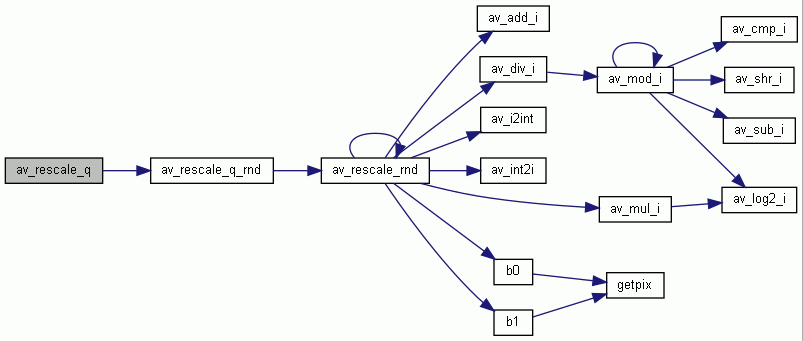 av_rescale_q
av_rescale_q_rnd
av_rescale_rnd
av_add_i
av_div_i
av_i2int
av_int2i
av_mul_i
b0
b1
getpix
av_mod_i
av_cmp_i
av_shr_i
av_sub_i
av_log2_i